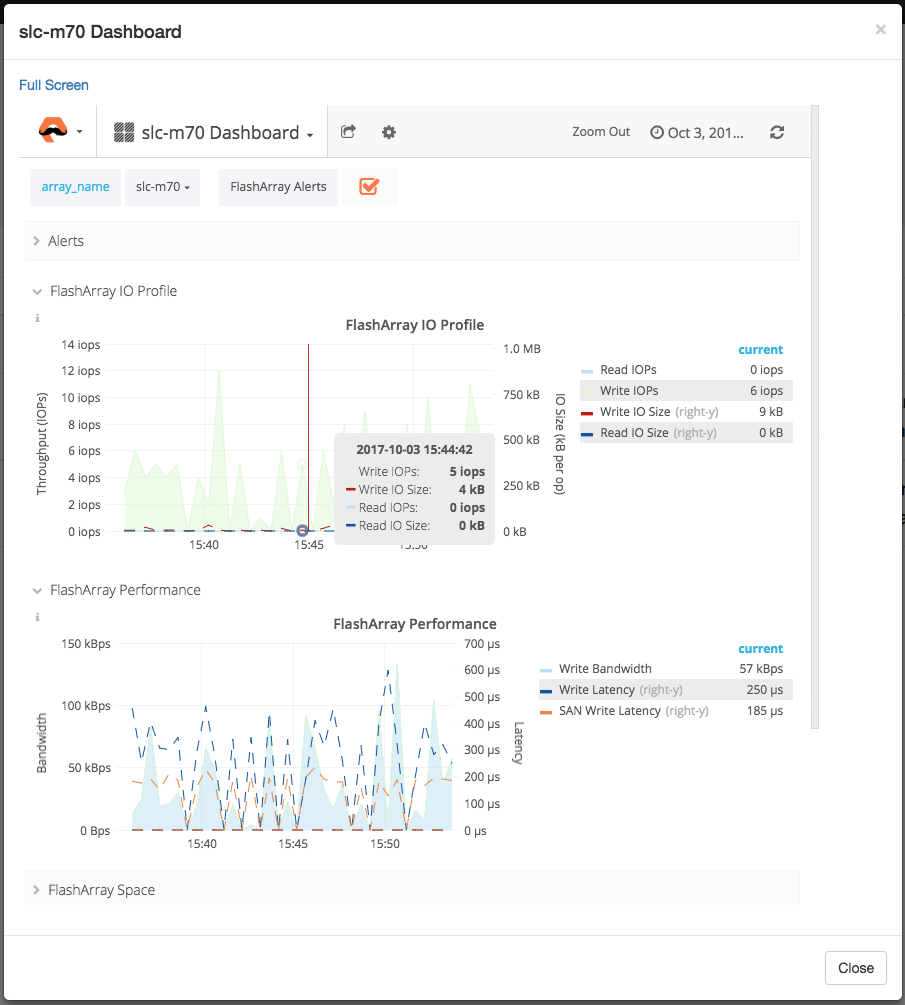 slc-m70 Dashboard ×
Full Screen
slc-m70 Dashboard Zoom Out Oct 3, 201...
array_name slc-m70 FlashArray Alerts
Alerts
FlashArray IO Profile
i
FlashArray IO Profile
14 iops
12 iops
10 iops
8 iops
6 iops
4 iops
2 iops
0 iops
Throughput (IOPs)
1.0 MB
750 kB
500 kB
250 kB
0 kB
IO Size (kB per op)
15:40 15:45 15:50
2017-10-03 15:44:42
Write IOPs: 5 iops
Write IO Size: 4 kB
Read IOPs: 0 iops
Read IO Size: 0 kB
current
Read IOPs 0 iops
Write IOPs 6 iops
Write IO Size (right-y) 9 kB
Read IO Size (right-y) 0 kB
FlashArray Performance
i
FlashArray Performance
150 kBps
100 kBps
50 kBps
0 Bps
Bandwidth
700 µs
600 µs
500 µs
400 µs
300 µs
200 µs
100 µs
0 µs
Latency
15:40 15:45 15:50
current
Write Bandwidth 57 kBps
Write Latency (right-y) 250 µs
SAN Write Latency (right-y) 185 µs
FlashArray Space
Close